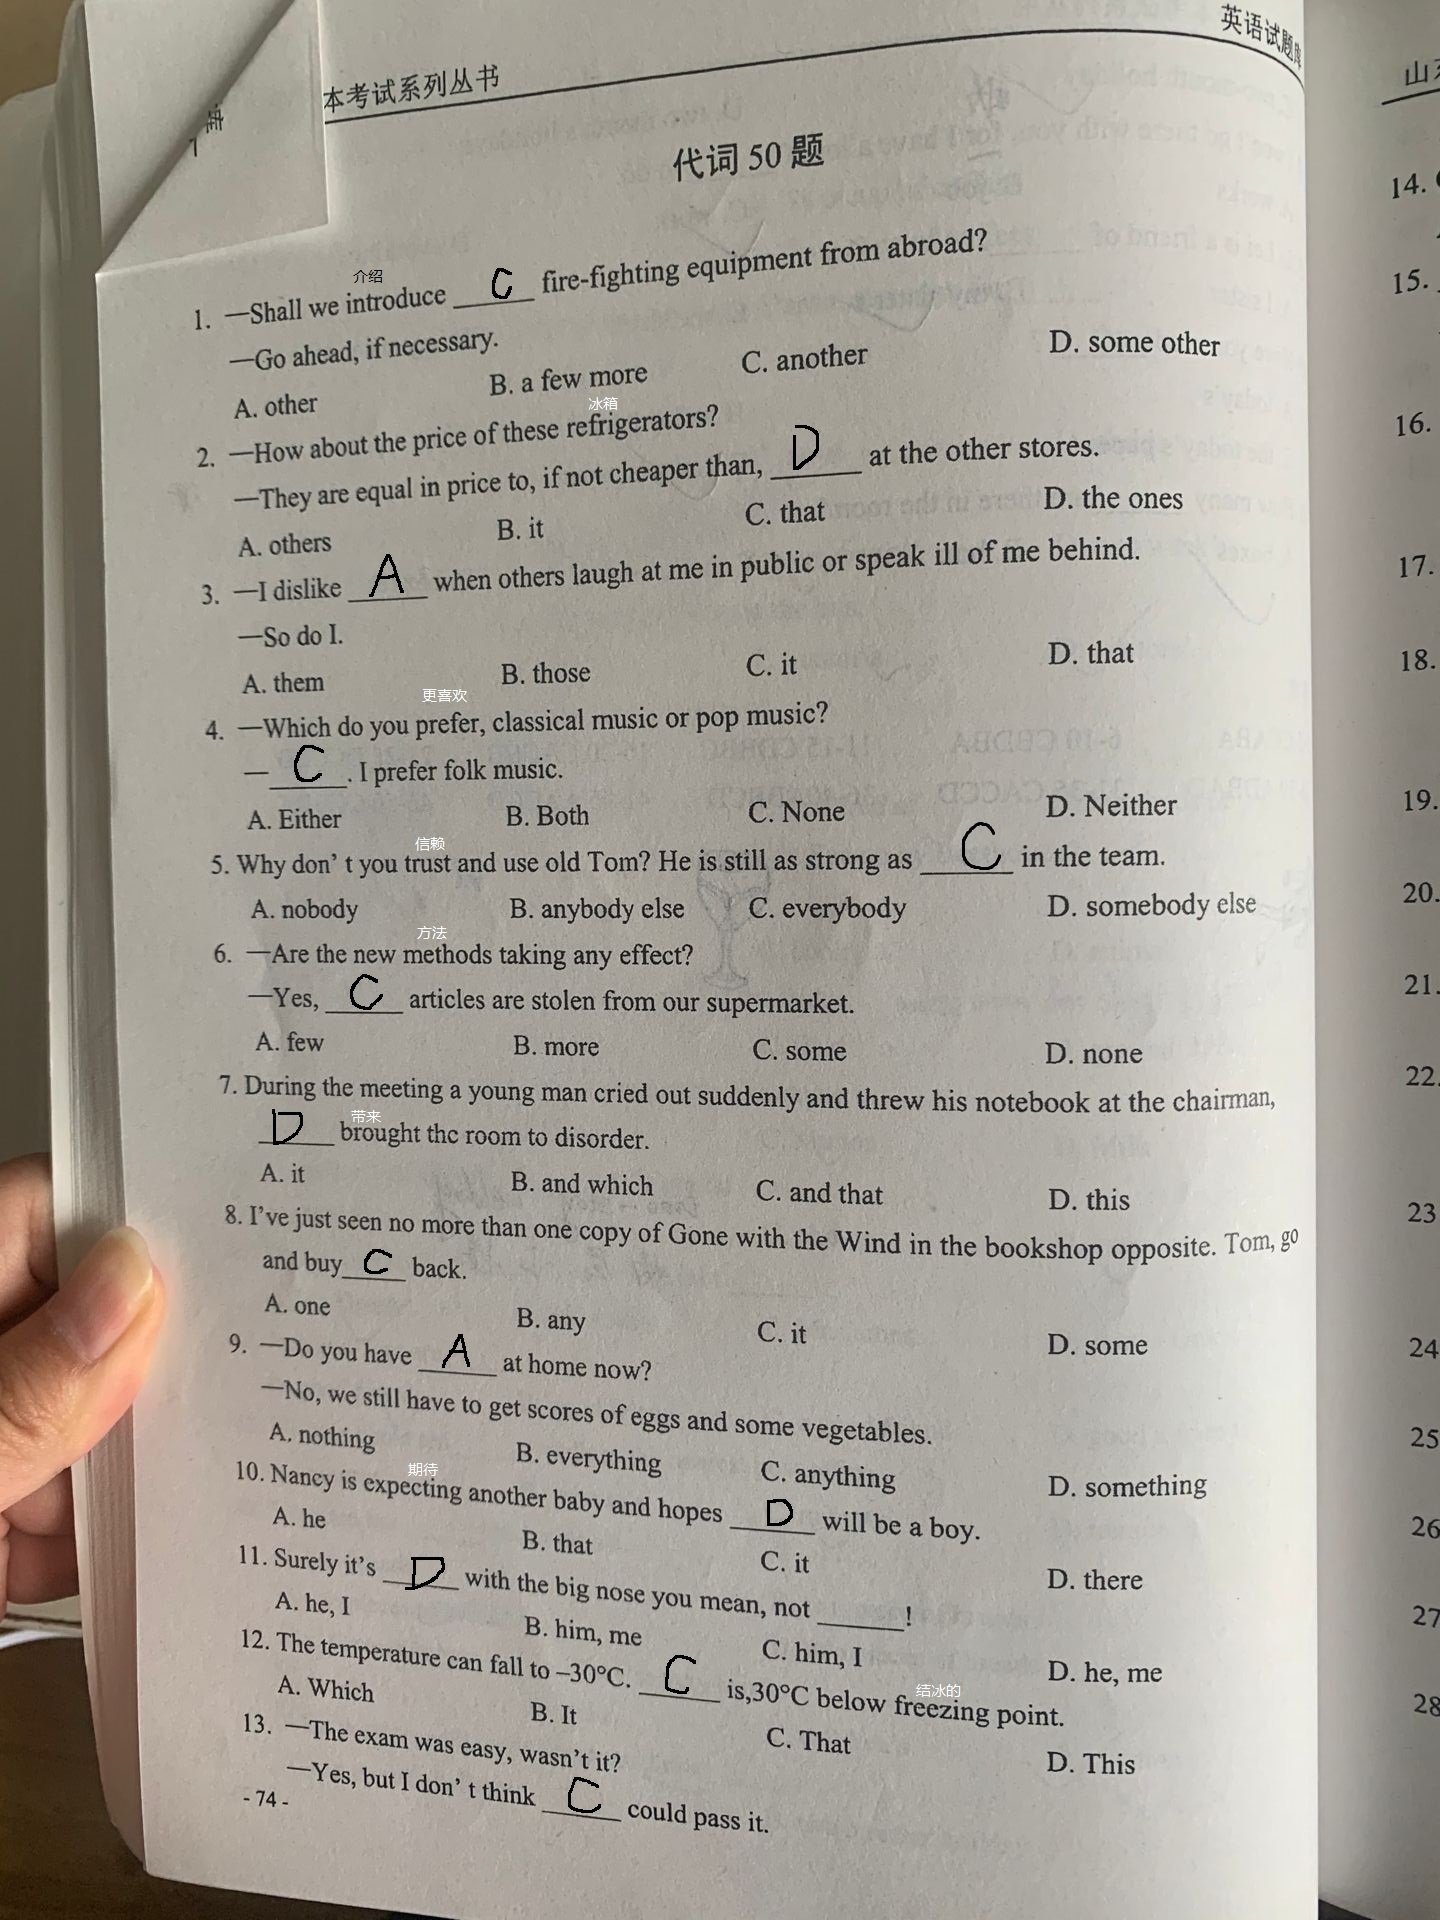 本考试系列丛书
英语试题
代词 50 题
介绍
1. —Shall we introduce C fire-fighting equipment from abroad?
—Go ahead, if necessary.
A. other B. a few more C. another D. some other
冰箱
2. —How about the price of these refrigerators?
—They are equal in price to, if not cheaper than, D at the other stores.
A. others B. it C. that D. the ones
3. —I dislike A when others laugh at me in public or speak ill of me behind.
—So do I.
A. them B. those C. it D. that
更喜欢
4. —Which do you prefer, classical music or pop music?
— C . I prefer folk music.
A. Either B. Both C. None D. Neither
信赖
5. Why don't you trust and use old Tom? He is still as strong as C in the team.
A. nobody B. anybody else C. everybody D. somebody else
方法
6. —Are the new methods taking any effect?
—Yes, C articles are stolen from our supermarket.
A. few B. more C. some D. none
7. During the meeting a young man cried out suddenly and threw his notebook at the chairman,
带来
D brought thc room to disorder.
A. it B. and which C. and that D. this
8. I've just seen no more than one copy of Gone with the Wind in the bookshop opposite. Tom, go
and buy C back.
A. one B. any C. it D. some
9. —Do you have A at home now?
—No, we still have to get scores of eggs and some vegetables.
A. nothing B. everything C. anything D. something
期待
10. Nancy is expecting another baby and hopes D will be a boy.
A. he B. that C. it D. there
11. Surely it's D with the big nose you mean, not ______!
A. he, I B. him, me C. him, I D. he, me
结冰的
12. The temperature can fall to –30°C. C is,30°C below freezing point.
A. Which B. It C. That D. This
13. —The exam was easy, wasn't it?
—Yes, but I don't think C could pass it.
- 74 -
14.
15.
16.
17.
18.
19.
20.
21.
22.
23
24
25
26
27
28